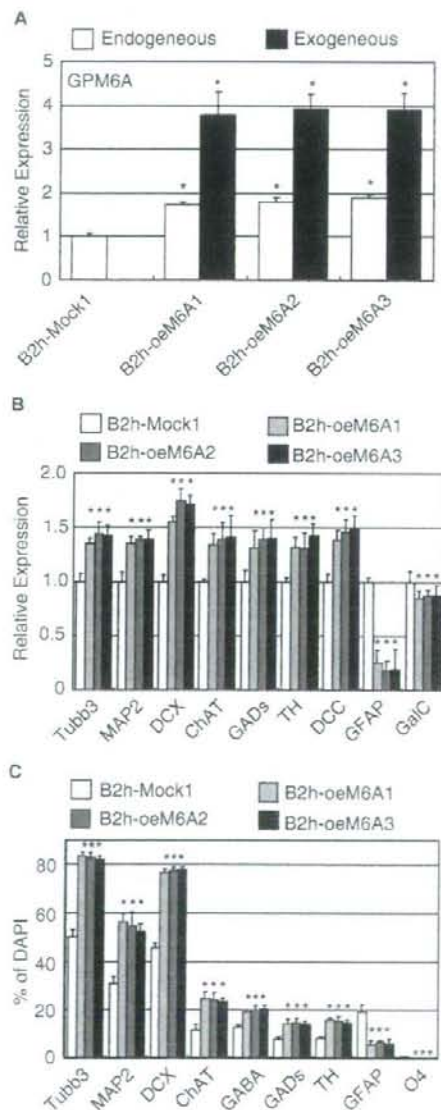 A
Endogeneous Exogeneous
GPM6A
Relative Expression
5
4
3
2
1
0
B2h-Mock1
B2h-oeM6A1
B2h-oeM6A2
B2h-oeM6A3
* * * * * *
B
B2h-Mock1 B2h-oeM6A1
B2h-oeM6A2 B2h-oeM6A3
Relative Expression
2.0
1.5
1.0
0.5
0
*** *** *** *** *** *** *** *** ***
Tubb3
MAP2
DCX
ChAT
GADs
TH
DCC
GFAP
GalC
C
B2h-Mock1 B2h-oeM6A1
B2h-oeM6A2 B2h-oeM6A3
% of DAPI
80
60
40
20
0
*** *** *** *** *** *** *** *** ***
Tubb3
MAP2
DCX
ChAT
GABA
GADs
TH
GFAP
O4